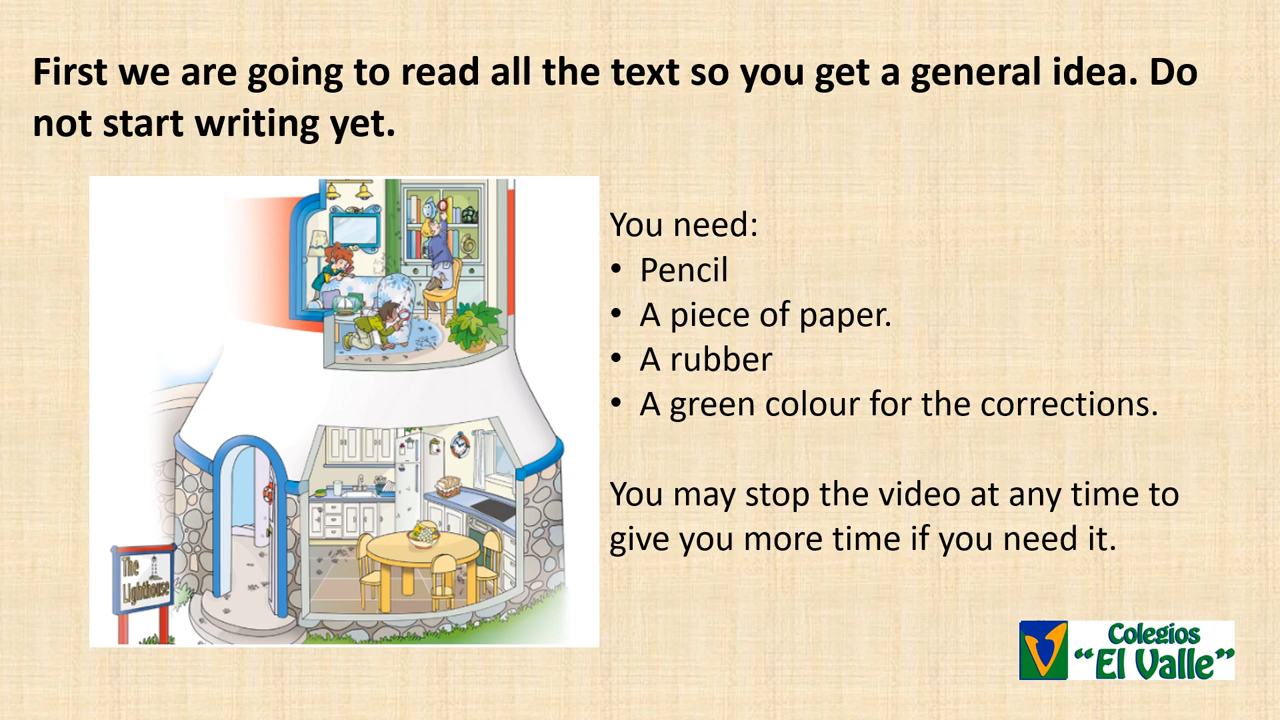 First we are going to read all the text so you get a general idea. Do
not start writing yet.
You need:
• Pencil
• A piece of paper.
• A rubber
• A green colour for the corrections.
You may stop the video at any time to
give you more time if you need it.
The
Lighthouse
Colegios
"El Valle"